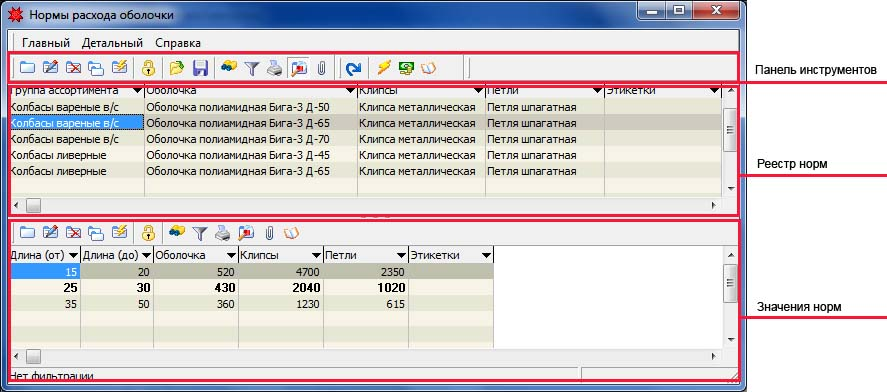 Нормы расхода оболочки
Главный Детальный Справка
Панель инструментов
Группа ассортимента Оболочка Клипсы Петли Этикетки
Колбасы вареные в/с Оболочка полиамидная Бига-3 Д-50 Клипса металлическая Петля шпагатная
Колбасы вареные в/с Оболочка полиамидная Бига-3 Д-65 Клипса металлическая Петля шпагатная
Колбасы вареные в/с Оболочка полиамидная Бига-3 Д-70 Клипса металлическая Петля шпагатная
Колбасы ливерные Оболочка полиамидная Бига-3 Д-45 Клипса металлическая Петля шпагатная
Колбасы ливерные Оболочка полиамидная Бига-3 Д-65 Клипса металлическая Петля шпагатная
Реестр норм
Длина (от) Длина (до) Оболочка Клипсы Петли Этикетки
15 20 520 4700 2350
25 30 430 2040 1020
35 50 360 1230 615
Значения норм
Нет фильтрации